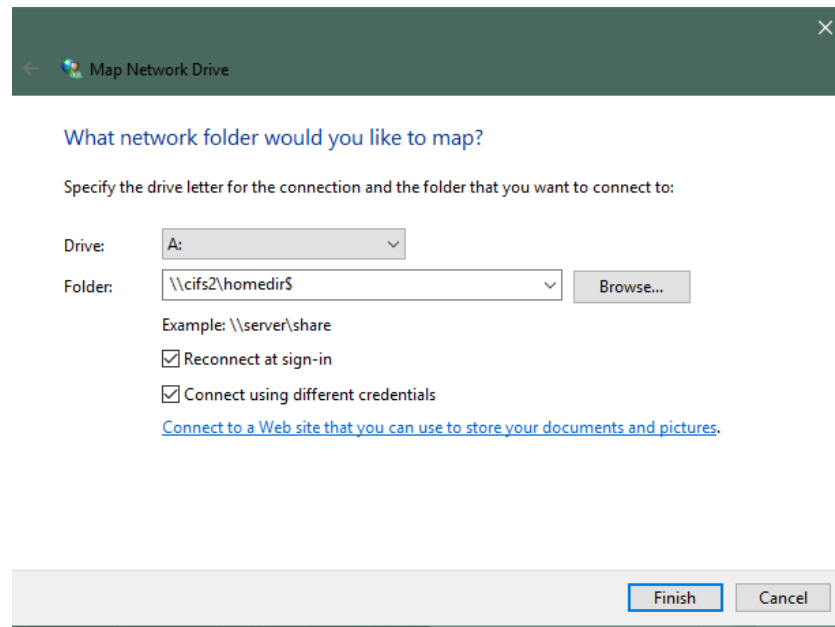 Map Network Drive
What network folder would you like to map?
Specify the drive letter for the connection and the folder that you want to connect to:
Drive: A:
Folder: \\cifs2\homedir$ Browse...
Example: \\server\share
Reconnect at sign-in
Connect using different credentials
Connect to a Web site that you can use to store your documents and pictures.
Finish Cancel